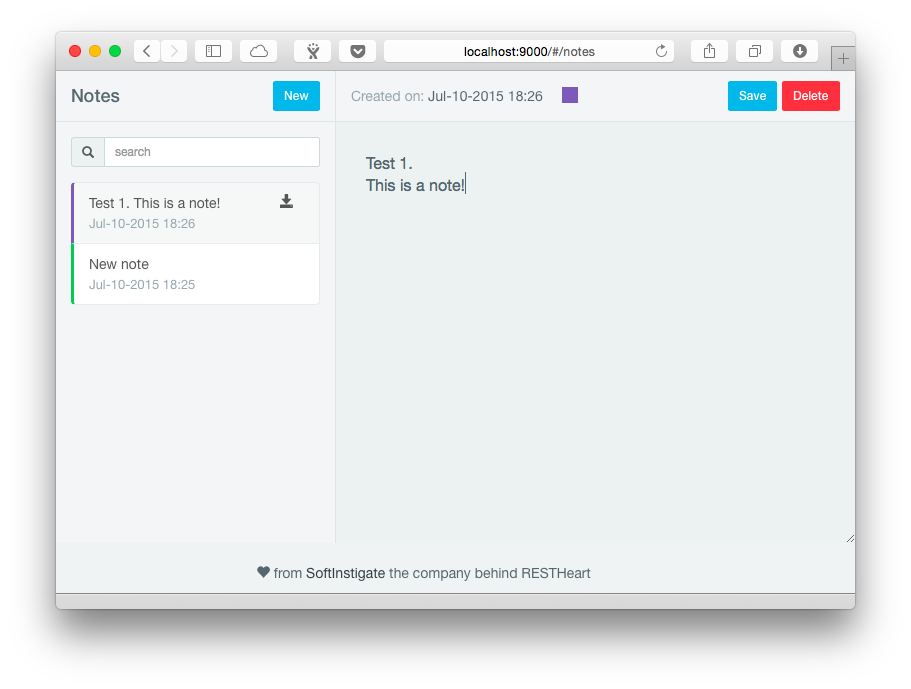 localhost:9000/#/notes
Notes
New
Created on: Jul-10-2015 18:26
Save
Delete
search
Test 1. This is a note!
Jul-10-2015 18:26
New note
Jul-10-2015 18:25
Test 1.
This is a note!
from SoftInstigate the company behind RESTHeart